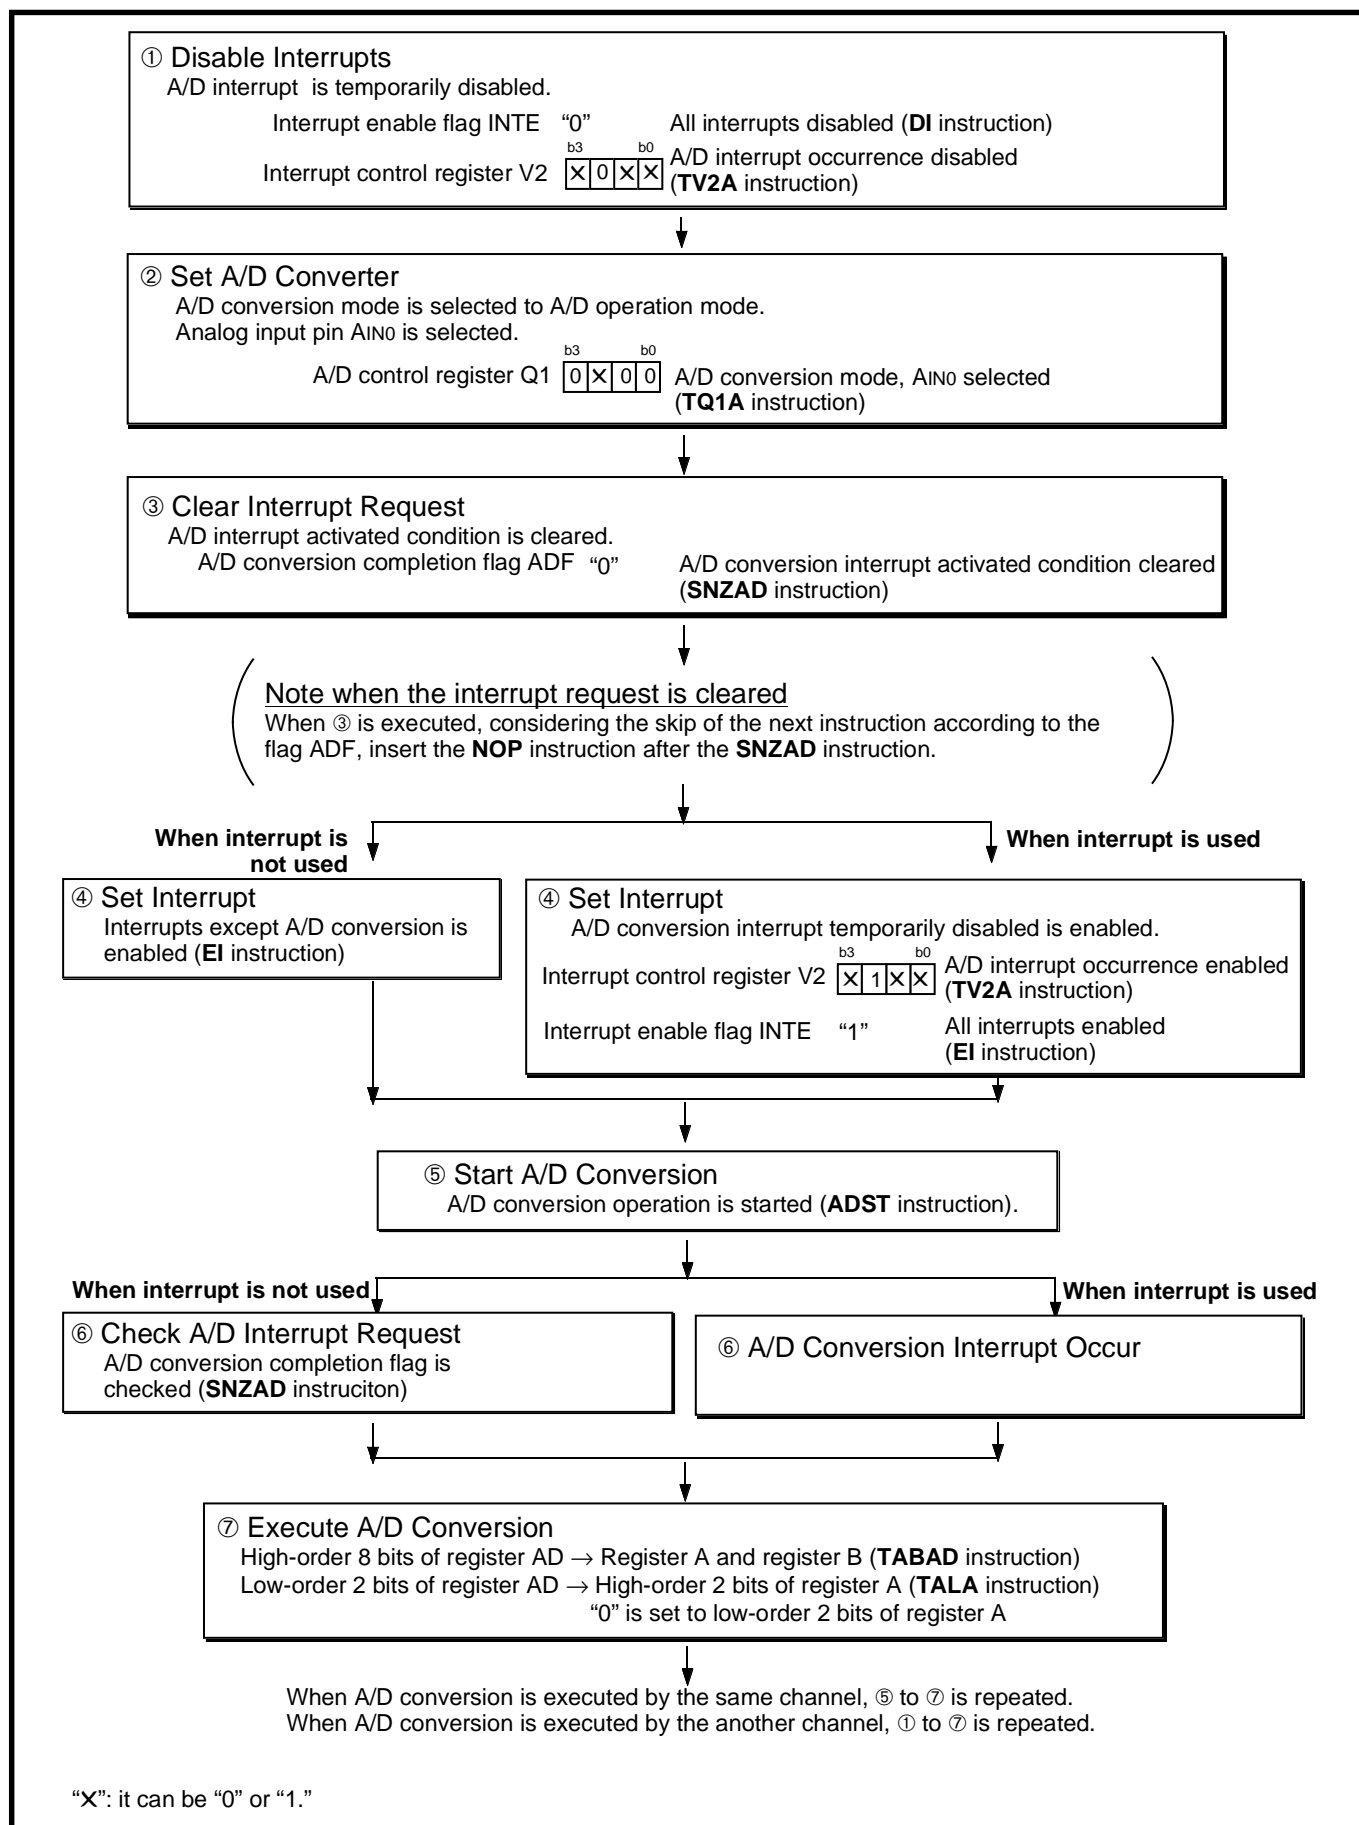 ① Disable Interrupts
A/D interrupt is temporarily disabled.
Interrupt enable flag INTE “0” All interrupts disabled (DI instruction)
b3 b0
Interrupt control register V2 X 0 X X A/D interrupt occurrence disabled
(TV2A instruction)
② Set A/D Converter
A/D conversion mode is selected to A/D operation mode.
Analog input pin AIN0 is selected.
b3 b0
A/D control register Q1 0 X 0 0 A/D conversion mode, AIN0 selected
(TQ1A instruction)
③ Clear Interrupt Request
A/D interrupt activated condition is cleared.
A/D conversion completion flag ADF “0” A/D conversion interrupt activated condition cleared
(SNZAD instruction)
Note when the interrupt request is cleared
When ③ is executed, considering the skip of the next instruction according to the
flag ADF, insert the NOP instruction after the SNZAD instruction.
When interrupt is
not used
When interrupt is used
④ Set Interrupt
Interrupts except A/D conversion is
enabled (EI instruction)
④ Set Interrupt
A/D conversion interrupt temporarily disabled is enabled.
b3 b0
Interrupt control register V2 X 1 X X A/D interrupt occurrence enabled
(TV2A instruction)
Interrupt enable flag INTE “1” All interrupts enabled
(EI instruction)
⑤ Start A/D Conversion
A/D conversion operation is started (ADST instruction).
When interrupt is not used
When interrupt is used
⑥ Check A/D Interrupt Request
A/D conversion completion flag is
checked (SNZAD instruciton)
⑥ A/D Conversion Interrupt Occur
⑦ Execute A/D Conversion
High-order 8 bits of register AD → Register A and register B (TABAD instruction)
Low-order 2 bits of register AD → High-order 2 bits of register A (TALA instruction)
“0” is set to low-order 2 bits of register A
When A/D conversion is executed by the same channel, ⑤ to ⑦ is repeated.
When A/D conversion is executed by the another channel, ① to ⑦ is repeated.
“X”: it can be “0” or “1.”